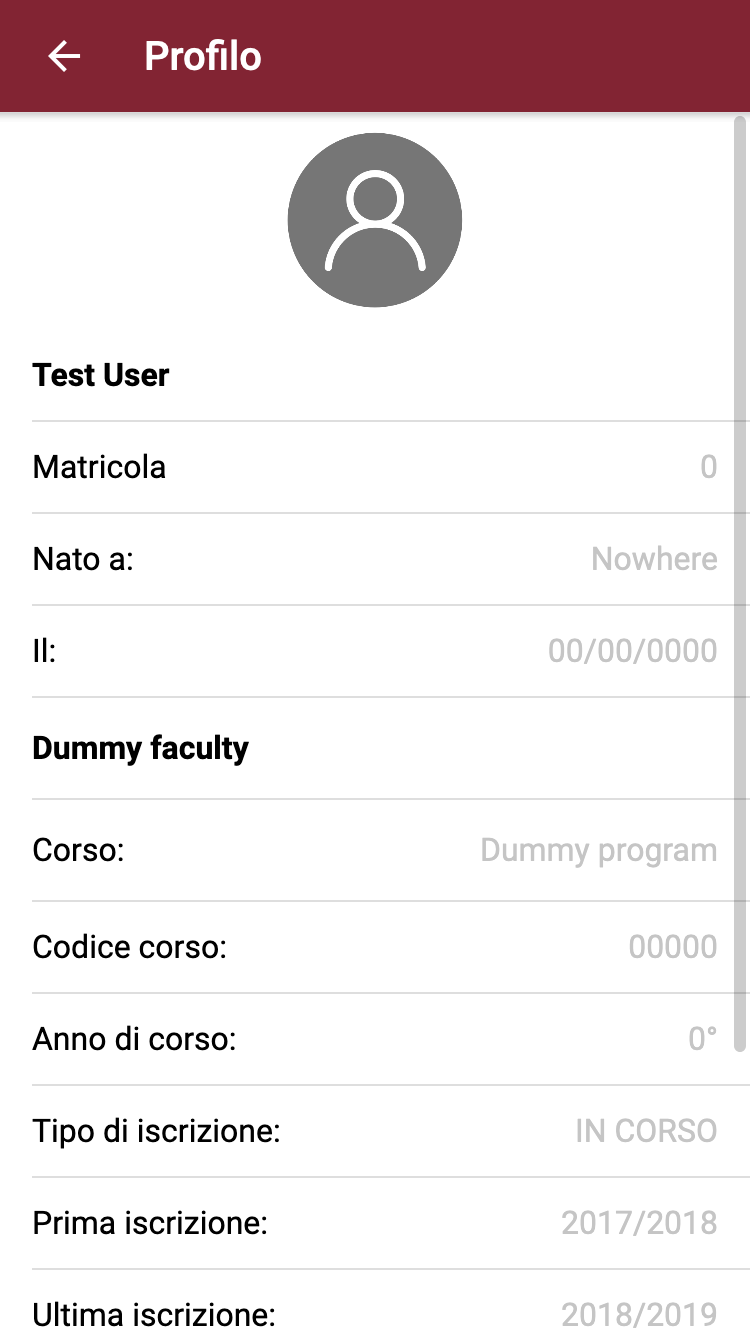 Profilo
Test User
Matricola 0
Nato a: Nowhere
Il: 00/00/0000
Dummy faculty
Corso: Dummy program
Codice corso: 00000
Anno di corso: 0°
Tipo di iscrizione: IN CORSO
Prima iscrizione: 2017/2018
Ultima iscrizione: 2018/2019